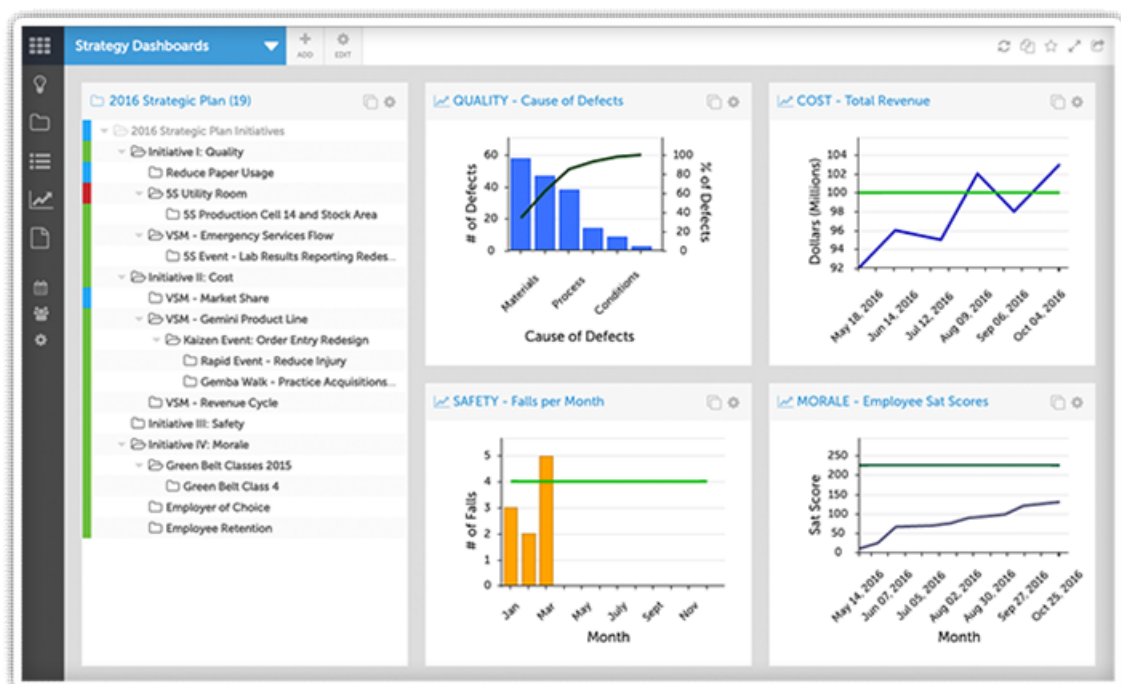 Strategy Dashboards
ADD
EDIT
2016 Strategic Plan (19)
2016 Strategic Plan Initiatives
Initiative I: Quality
Reduce Paper Usage
5S Utility Room
5S Production Cell 14 and Stock Area
VSM - Emergency Services Flow
5S Event - Lab Results Reporting Redes...
Initiative II: Cost
VSM - Market Share
VSM - Gemini Product Line
Kaizen Event: Order Entry Redesign
Rapid Event - Reduce Injury
Gemba Walk - Practice Acquisitions...
VSM - Revenue Cycle
Initiative III: Safety
Initiative IV: Morale
Green Belt Classes 2015
Green Belt Class 4
Employer of Choice
Employee Retention
QUALITY - Cause of Defects
# of Defects
60
40
20
0
100
80
60
40
20
0
% of Defects
Materials
Process
Conditions
Cause of Defects
COST - Total Revenue
Dollars (Millions)
104
102
100
98
96
94
92
May 18, 2016
Jun 14, 2016
Jul 12, 2016
Aug 09, 2016
Sep 06, 2016
Oct 04, 2016
SAFETY - Falls per Month
# of Falls
5
4
3
2
1
0
Jan
Mar
May
July
Sept
Nov
Month
MORALE - Employee Sat Scores
Sat Score
250
200
150
100
50
0
May 14, 2016
Jun 07, 2016
Jul 05, 2016
Aug 02, 2016
Aug 30, 2016
Sep 27, 2016
Oct 25, 2016
Month